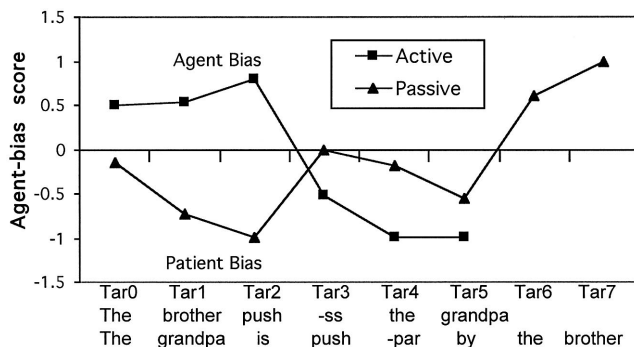 1.5
1
0.5
0
-0.5
-1
-1.5
Agent-bias score
Agent Bias
Patient Bias
Active
Passive
Tar0 Tar1 Tar2 Tar3 Tar4 Tar5 Tar6 Tar7
The brother push -ss the grandpa
The grandpa is push -par by the brother